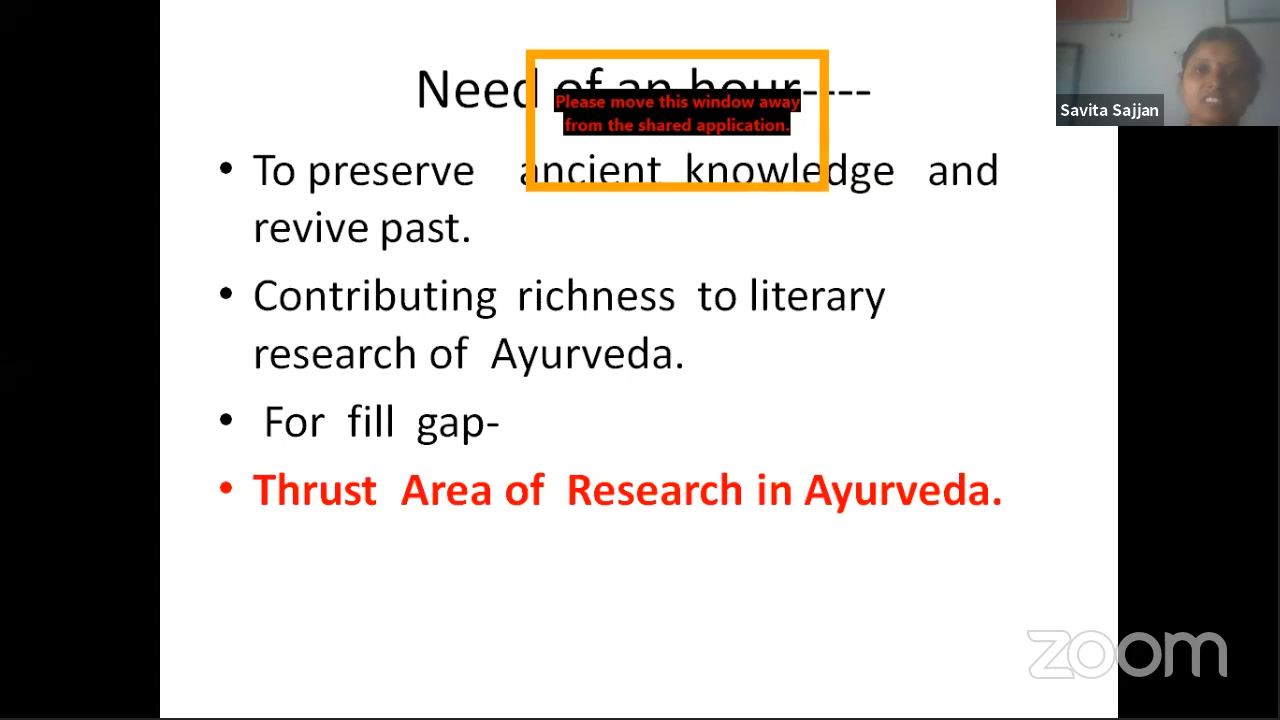 Need of an hour----
Please move this window away
from the shared application.
• To preserve ancient knowledge and
revive past.
• Contributing richness to literary
research of Ayurveda.
• For fill gap-
• Thrust Area of Research in Ayurveda.
Savita Sajjan
zoom